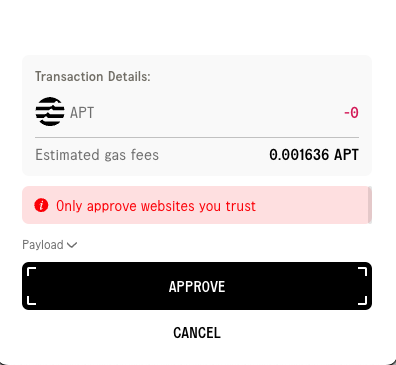 Transaction Details:
APT -0
Estimated gas fees 0.001636 APT
Only approve websites you trust
Payload
APPROVE
CANCEL